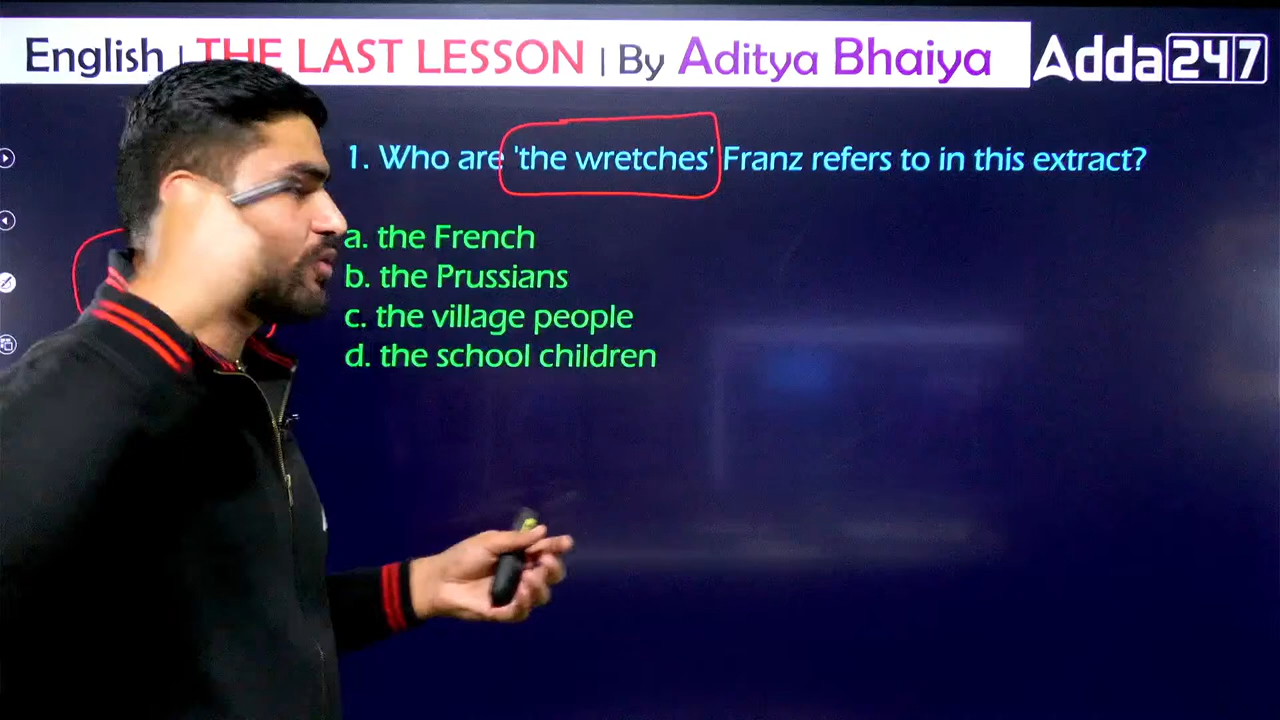 English | THE LAST LESSON | By Aditya Bhaiya
Adda247
1. Who are 'the wretches' Franz refers to in this extract?
a. the French
b. the Prussians
c. the village people
d. the school children